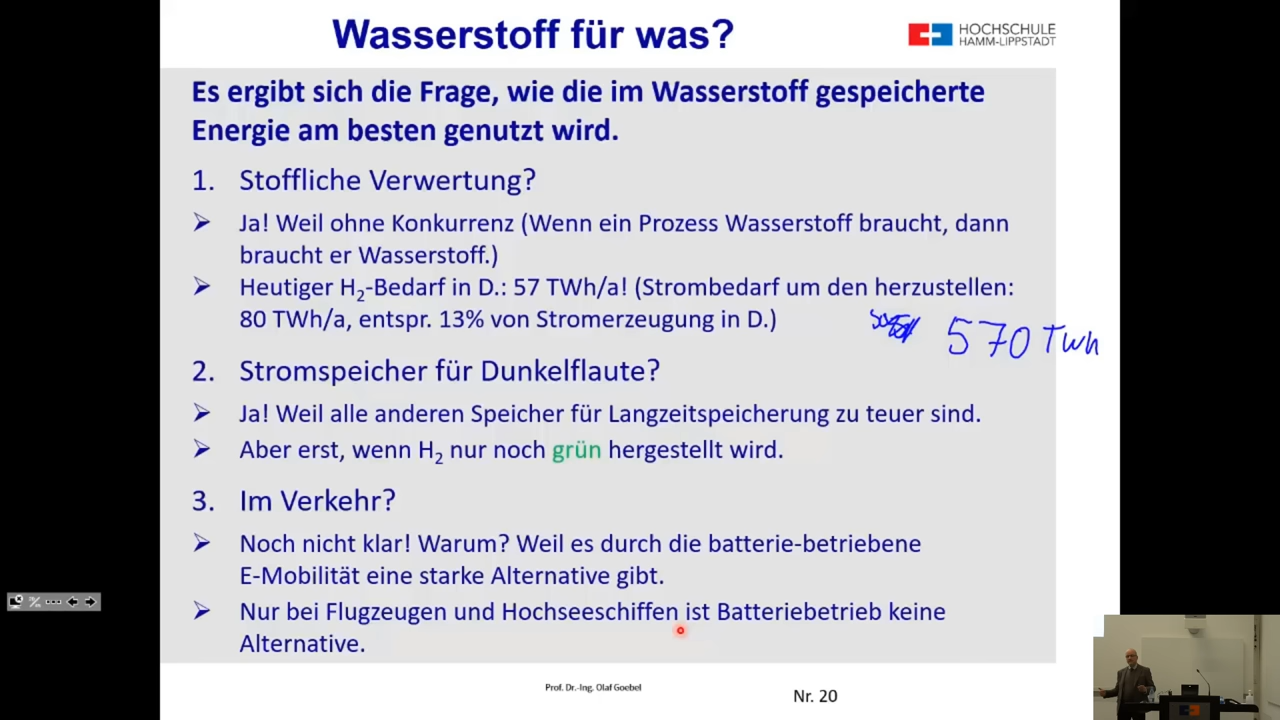 Wasserstoff für was?
HOCHSCHULE
HAMM-LIPPSTADT
Es ergibt sich die Frage, wie die im Wasserstoff gespeicherte
Energie am besten genutzt wird.
1. Stoffliche Verwertung?
Ja! Weil ohne Konkurrenz (Wenn ein Prozess Wasserstoff braucht, dann
braucht er Wasserstoff.)
Heutiger H₂-Bedarf in D.: 57 TWh/a! (Strombedarf um den herzustellen:
80 TWh/a, entspr. 13% von Stromerzeugung in D.)
570 TWh
2. Stromspeicher für Dunkelflaute?
Ja! Weil alle anderen Speicher für Langzeitspeicherung zu teuer sind.
Aber erst, wenn H₂ nur noch grün hergestellt wird.
3. Im Verkehr?
Noch nicht klar! Warum? Weil es durch die batterie-betriebene
E-Mobilität eine starke Alternative gibt.
Nur bei Flugzeugen und Hochseeschiffen ist Batteriebetrieb keine
Alternative.
Prof. Dr.-Ing. Olaf Goebel
Nr. 20